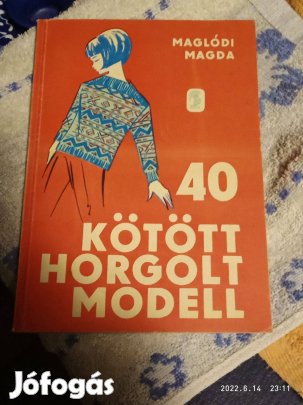 MAGLÓDI
MAGDA
40
KÖTÖTT
HORGOLT
MODELL
Jófogás
2022.6.14 23:11